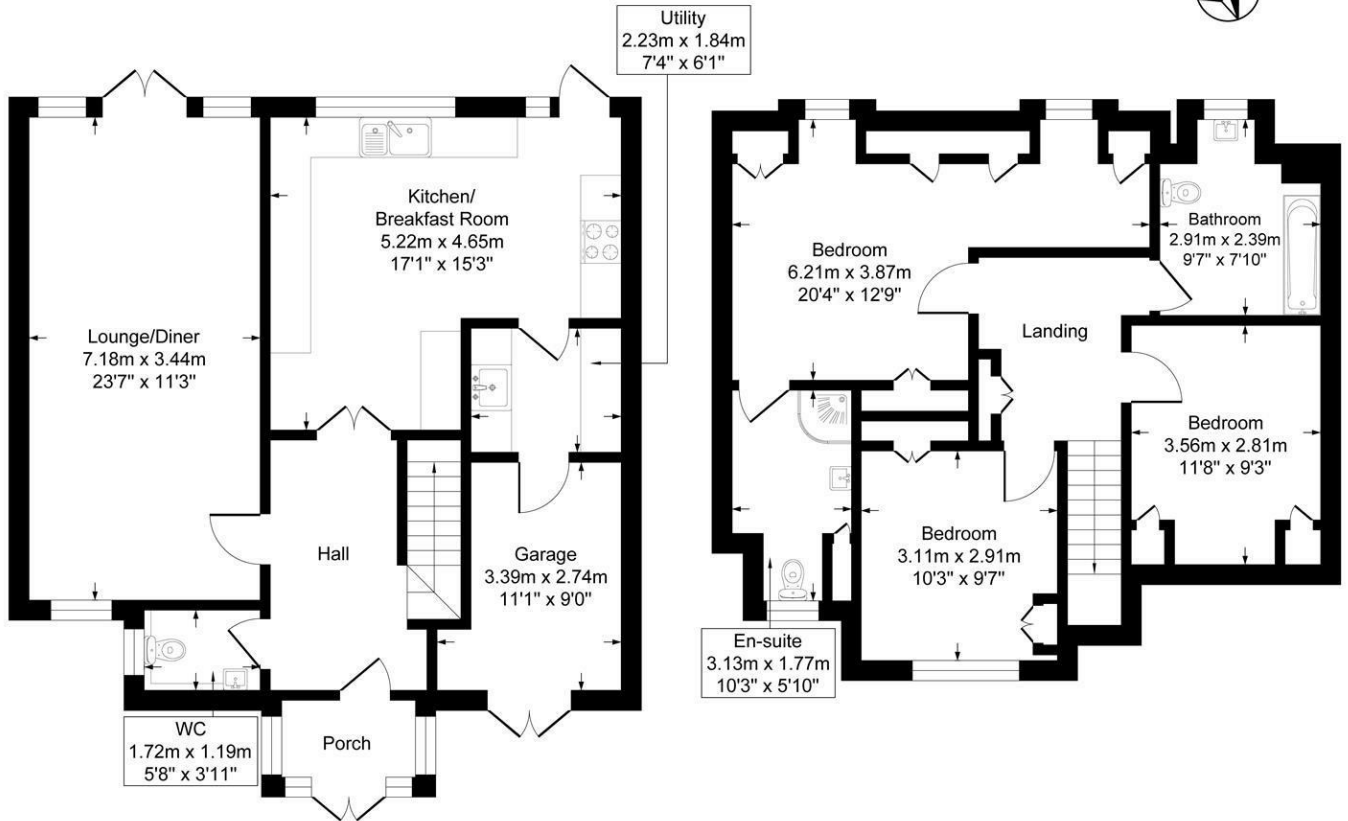 Utility
2.23m x 1.84m
7'4" x 6'1"
Kitchen/
Breakfast Room
5.22m x 4.65m
17'1" x 15'3"
Lounge/Diner
7.18m x 3.44m
23'7" x 11'3"
Hall
Garage
3.39m x 2.74m
11'1" x 9'0"
WC
1.72m x 1.19m
5'8" x 3'11"
Porch
Bedroom
6.21m x 3.87m
20'4" x 12'9"
Bathroom
2.91m x 2.39m
9'7" x 7'10"
Landing
Bedroom
3.56m x 2.81m
11'8" x 9'3"
Bedroom
3.11m x 2.91m
10'3" x 9'7"
En-suite
3.13m x 1.77m
10'3" x 5'10"